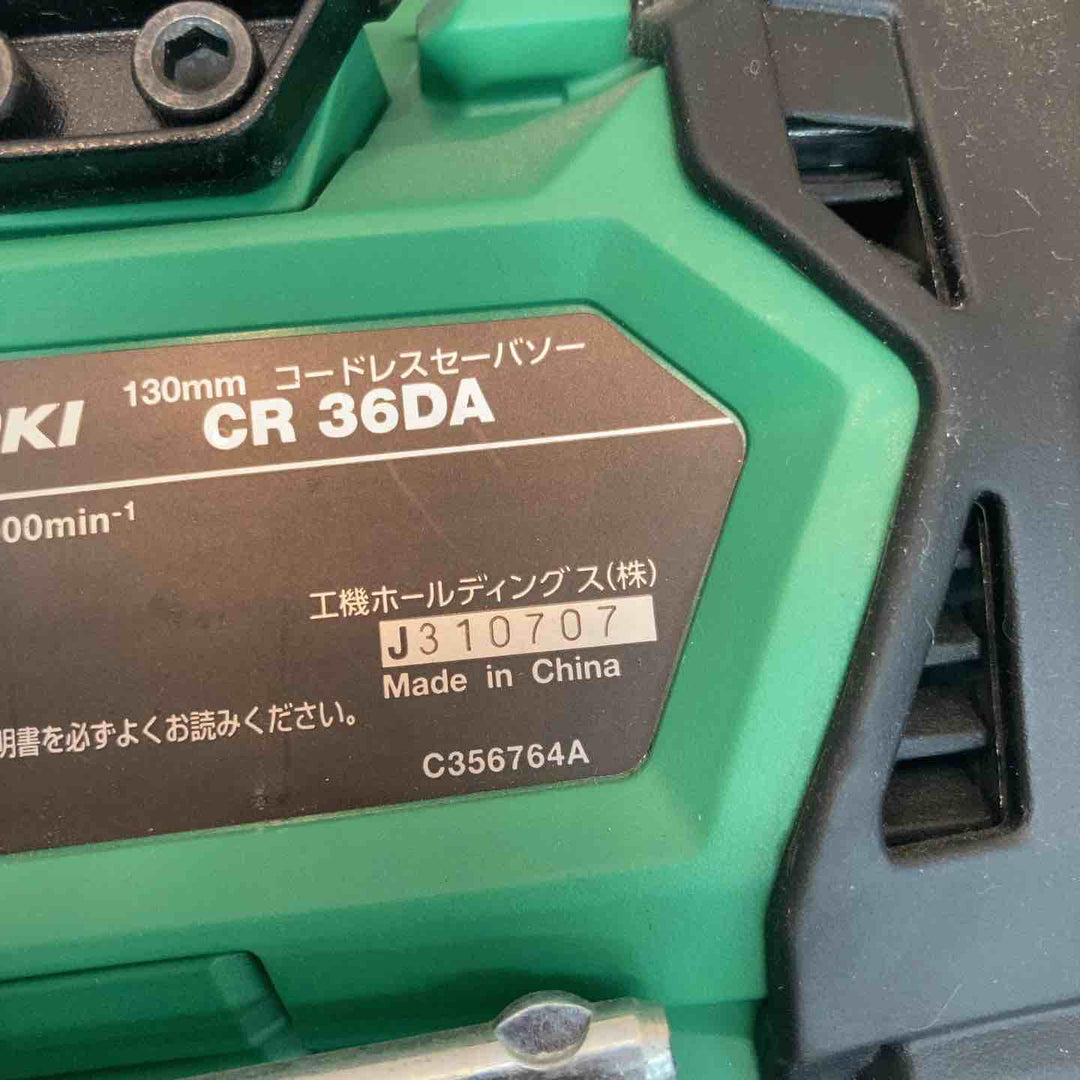 130mm コードレスセーバソー
KI CR 36DA
00min-1
工機ホールディングス(株)
J310707
Made in China
明書を必ずよくお読みください。
C356764A